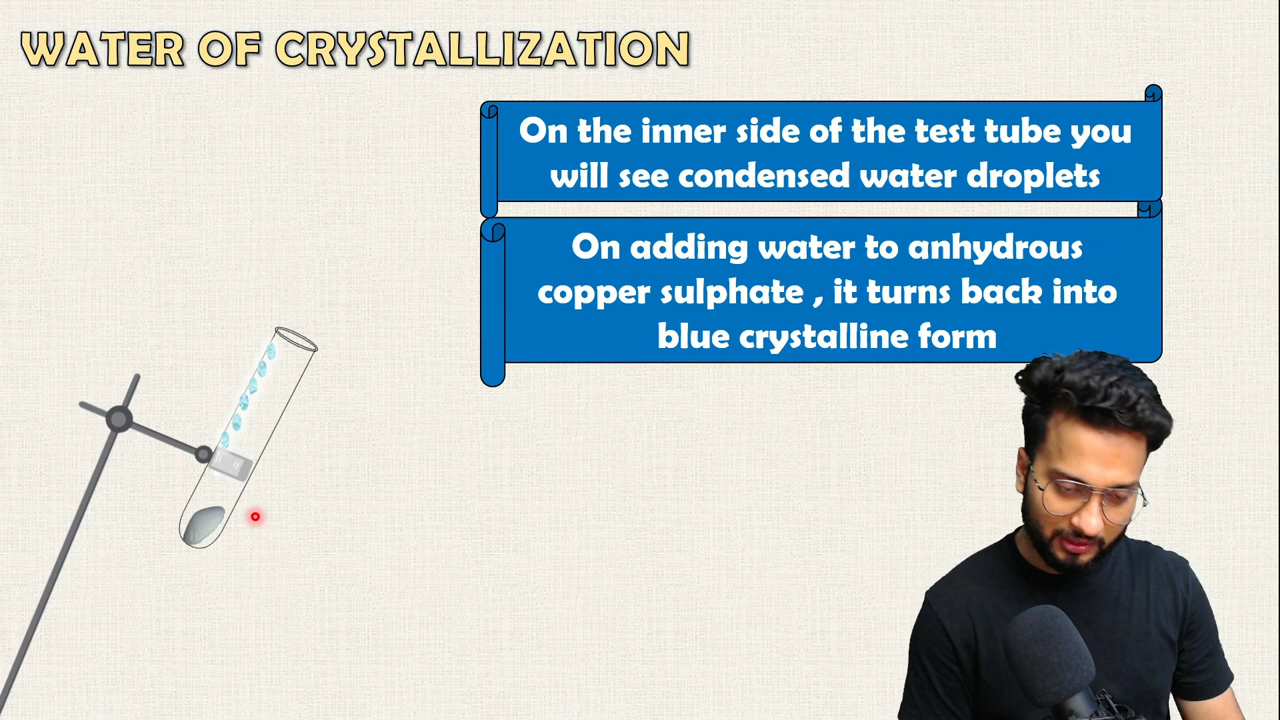 WATER OF CRYSTALLIZATION
On the inner side of the test tube you
will see condensed water droplets
On adding water to anhydrous
copper sulphate , it turns back into
blue crystalline form